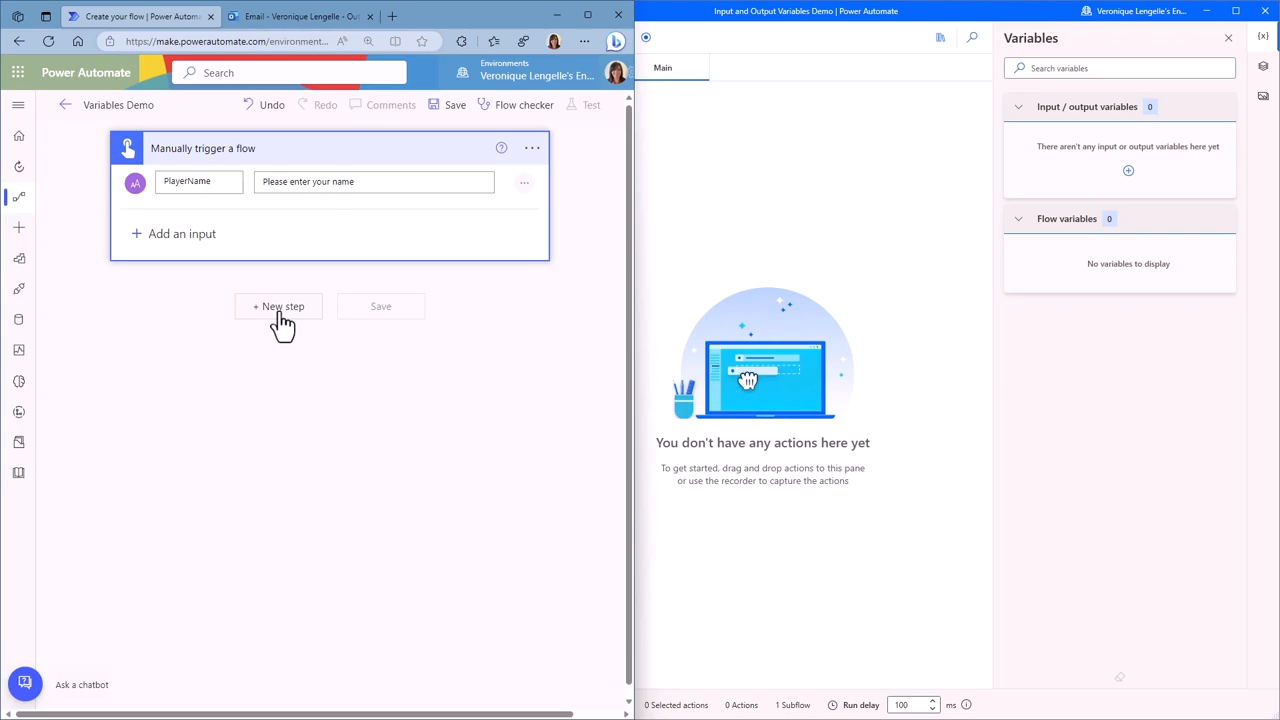 Create your flow | Power Automa
Email - Veronique Lengelle - Out
https://make.powerautomate.com/environment...
Power Automate
Search
Environments
Veronique Lengelle's En...
Variables Demo
Undo
Redo
Comments
Save
Flow checker
Test
Manually trigger a flow
PlayerName
Please enter your name
+ Add an input
+ New step
Save
Ask a chatbot
Input and Output Variables Demo | Power Automate
Veronique Lengelle's En...
Main
You don't have any actions here yet
To get started, drag and drop actions to this pane
or use the recorder to capture the actions
Variables
Search variables
Input / output variables 0
There aren't any input or output variables here yet
Flow variables 0
No variables to display
0 Selected actions
0 Actions
1 Subflow
Run delay
100
ms